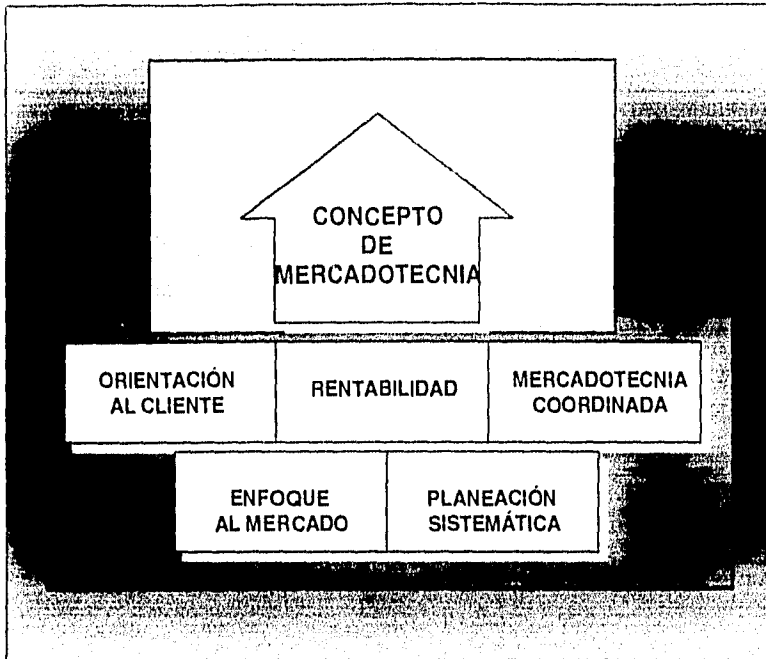 CONCEPTO
DE
MERCADOTECNIA
ORIENTACIÓN
AL CLIENTE
RENTABILIDAD
MERCADOTECNIA
COORDINADA
ENFOQUE
AL MERCADO
PLANEACIÓN
SISTEMÁTICA